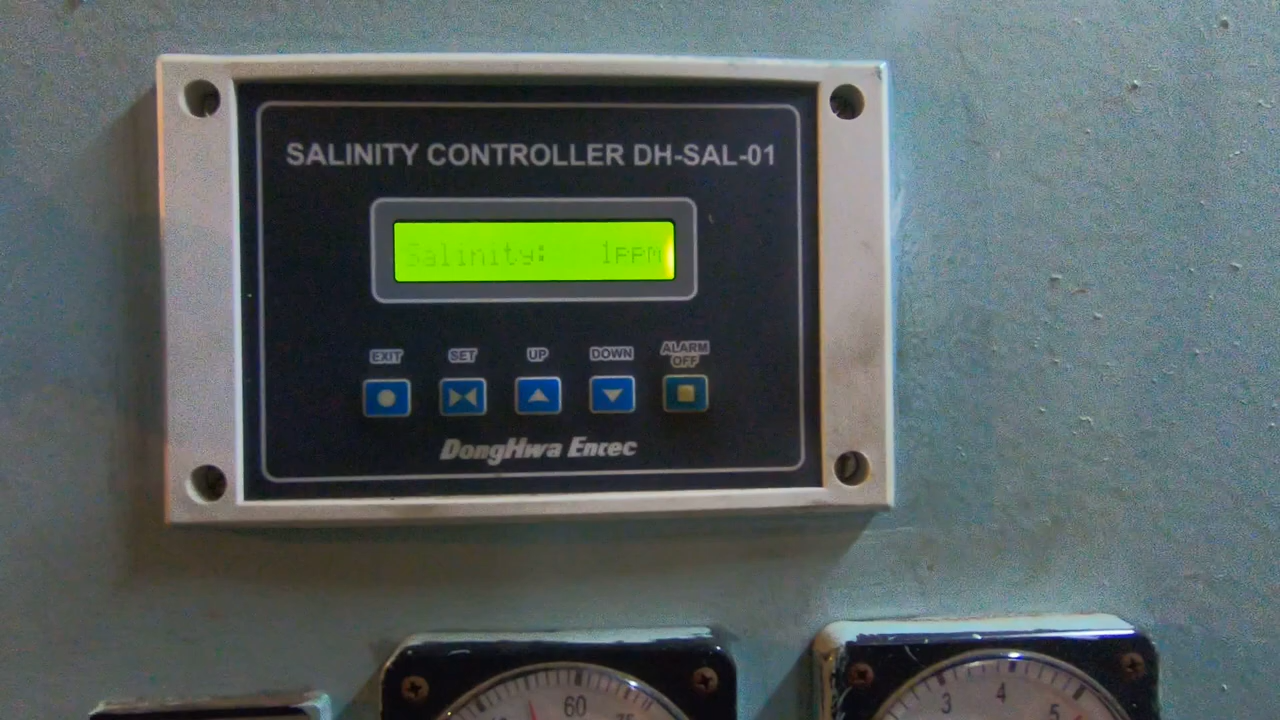 SALINITY CONTROLLER DH-SAL-01
Salinity: 1ppm
EXIT SET UP DOWN ALARM OFF
DongHwa Entec
60
3 4 5